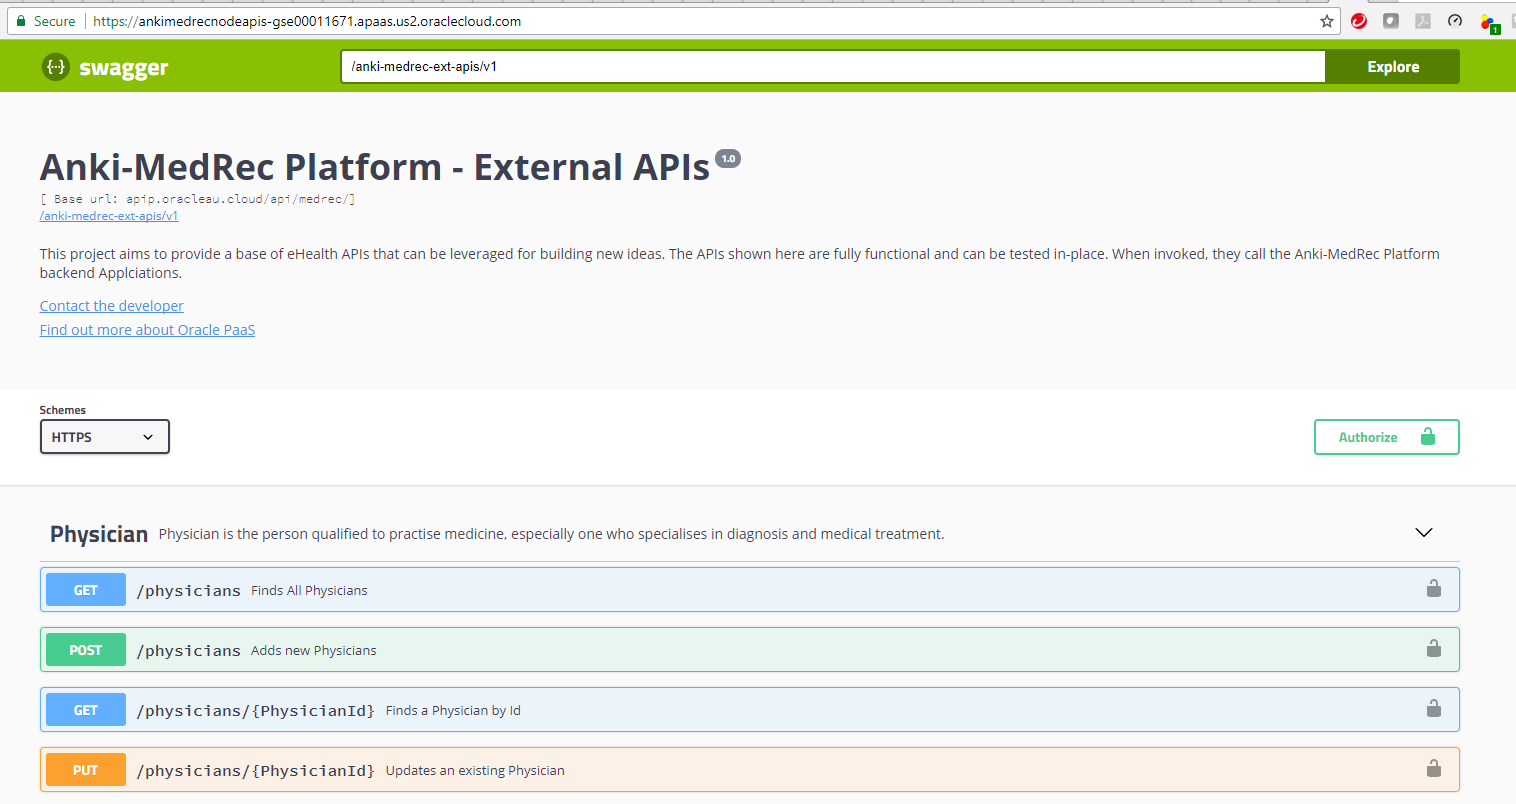 Secure https://ankimedrecnodeapis-gse00011671.apaas.us2.oraclecloud.com
1
{··} swagger /anki-medrec-ext-apis/v1 Explore
Anki-MedRec Platform - External APIs 1.0
[ Base url: apip.oracleau.cloud/api/medrec/]
/anki-medrec-ext-apis/v1
This project aims to provide a base of eHealth APIs that can be leveraged for building new ideas. The APIs shown here are fully functional and can be tested in-place. When invoked, they call the Anki-MedRec Platform
backend Applciations.
Contact the developer
Find out more about Oracle PaaS
Schemes
HTTPS
Authorize
Physician Physician is the person qualified to practise medicine, especially one who specialises in diagnosis and medical treatment.
GET /physicians Finds All Physicians
POST /physicians Adds new Physicians
GET /physicians/{PhysicianId} Finds a Physician by Id
PUT /physicians/{PhysicianId} Updates an existing Physician